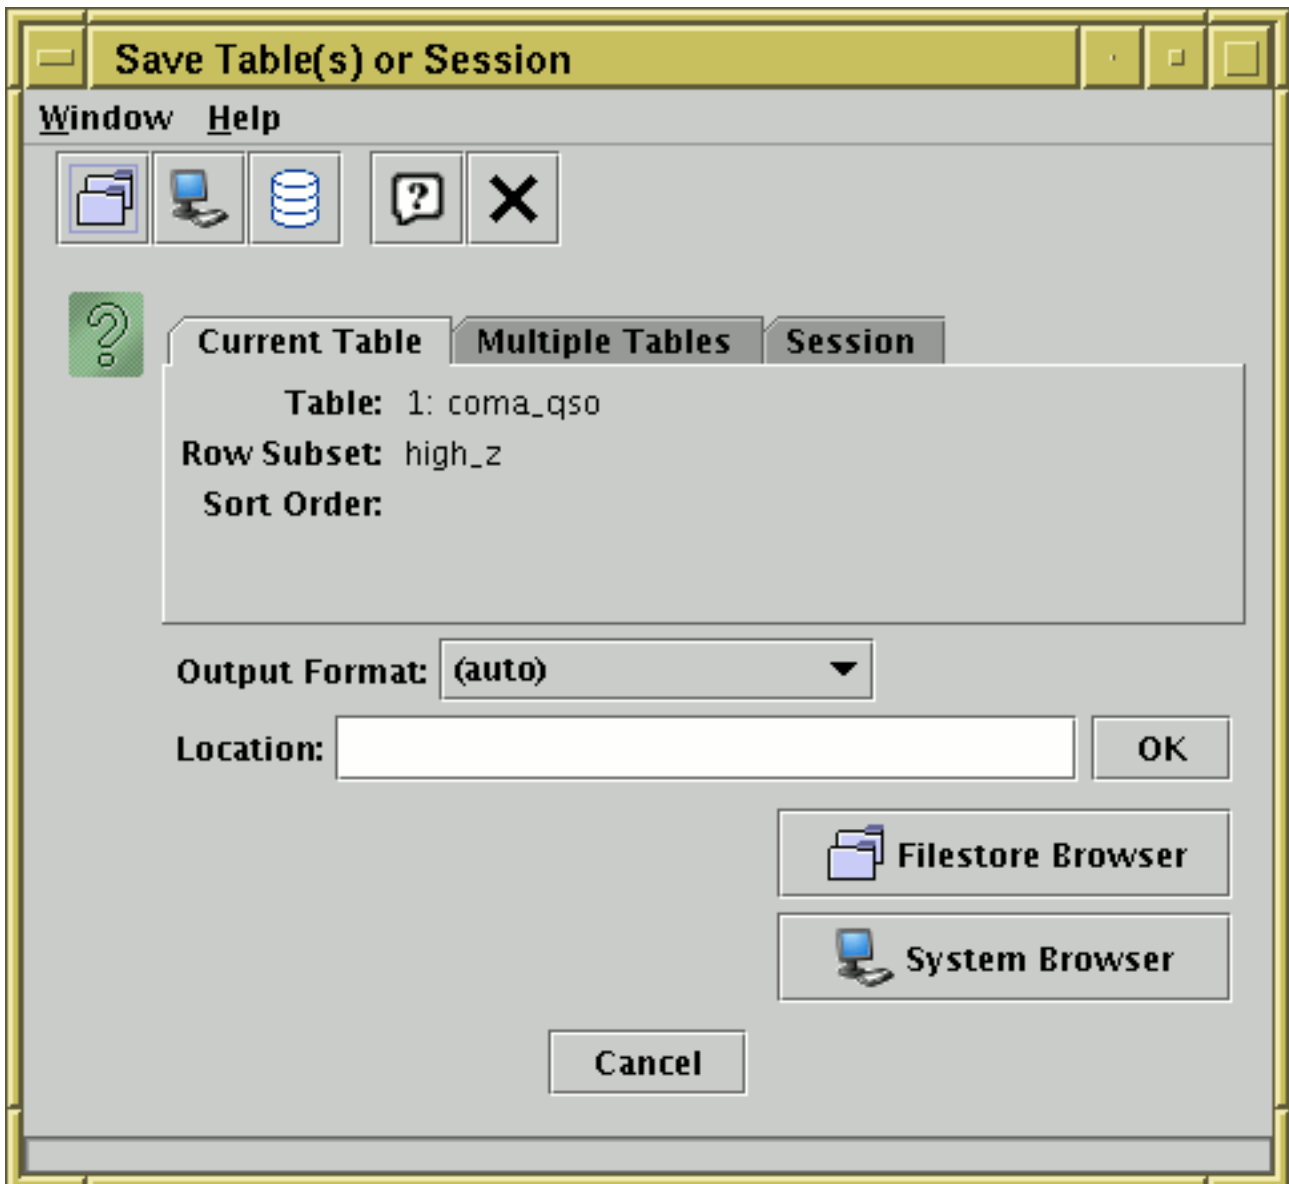 Save Table(s) or Session
Window Help
Current Table Multiple Tables Session
Table: 1: coma_qso
Row Subset: high_z
Sort Order:
Output Format: (auto)
Location: OK
Filestore Browser
System Browser
Cancel